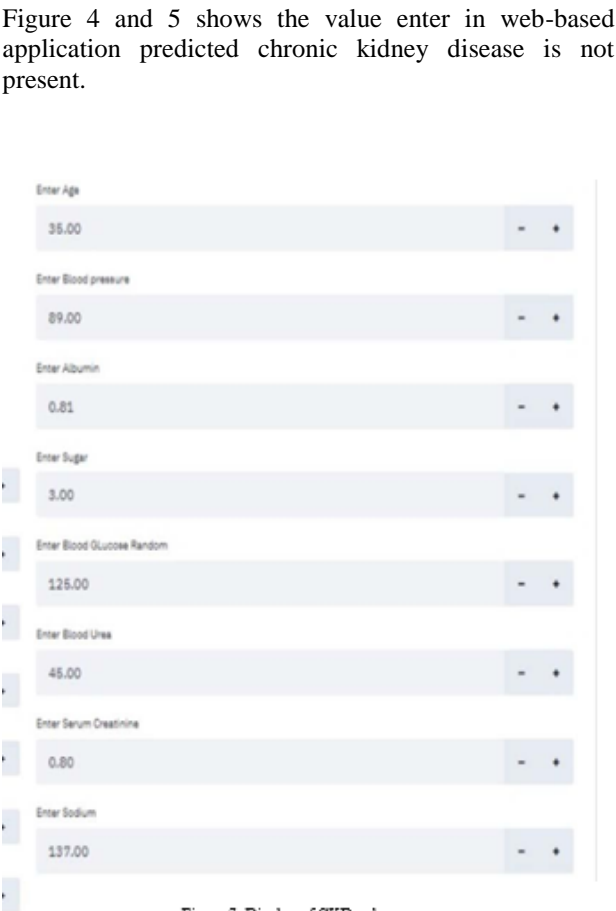 Figure 4 and 5 shows the value enter in web-based
application predicted chronic kidney disease is not
present.
Enter Age
35.00
Enter Blood pressure
89.00
Enter Albumin
0.81
Enter Sugar
3.00
Enter Blood GLucose Random
125.00
Enter Blood Urea
45.00
Enter Serum Creatinine
0.80
Enter Sodium
137.00